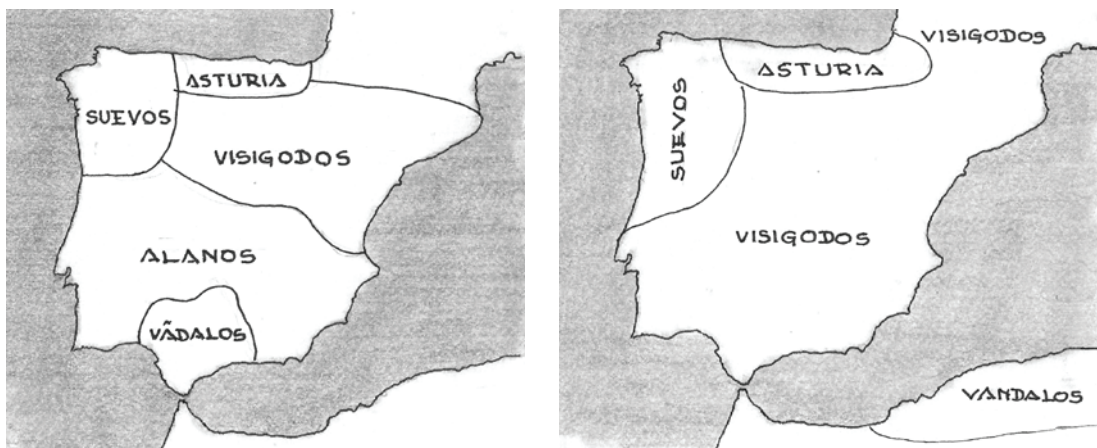 ASTURIA
SUEVOS
VISIGODOS
ALANOS
VÃDALOS
VISIGODOS
ASTURIA
SUEVOS
VISIGODOS
VANDALOS